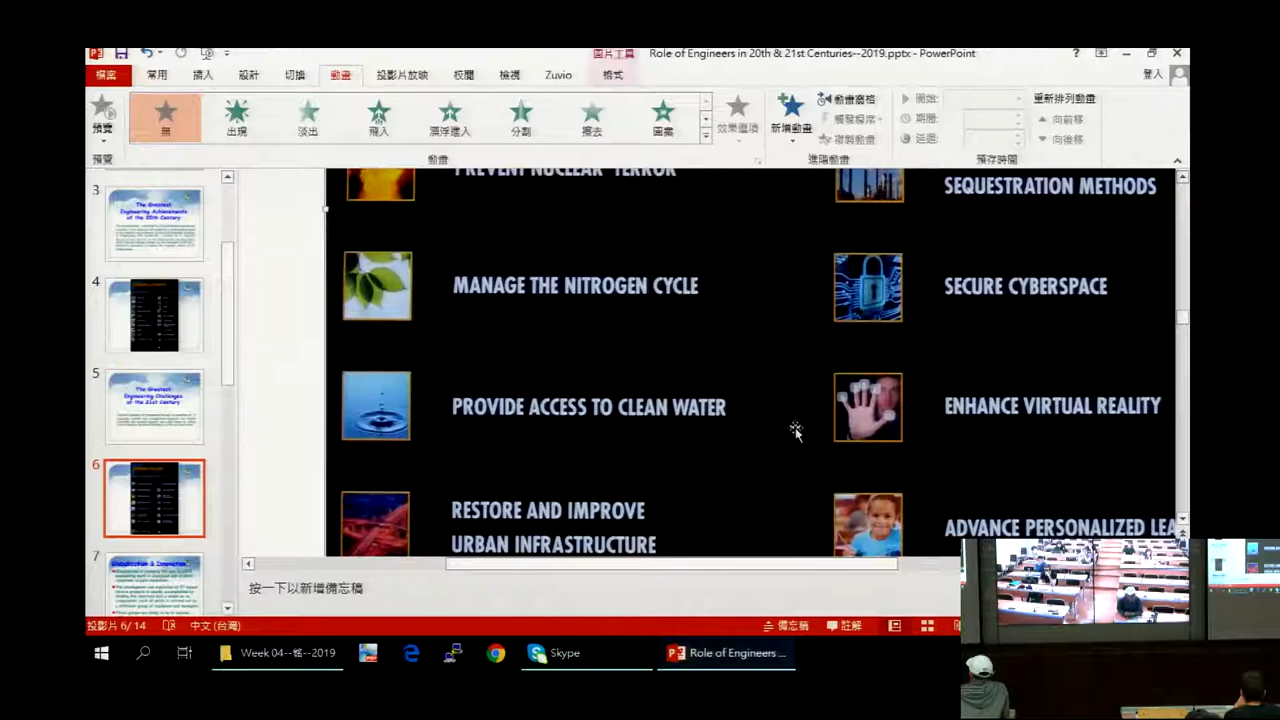 圖片工具
Role of Engineers in 20th & 21st Centuries--2019.pptx - PowerPoint
?
檔案 常用 插入 設計 切換 動畫 投影片放映 校閱 檢視 Zuvio 格式 登入
預覽
無
出現
淡出
飛入
漂浮進入
分割
擦去
圖案
效果選項
新增動畫
動畫窗格
觸發程序
複製動畫
開始:
期間:
延遲:
重新排列動畫
向前移
向後移
預覽
動畫
進階動畫
預存時間
3
The Greatest
Engineering Achievements
of the 20th Century
4
5
The Greatest
Engineering Challenges
of the 21st Century
6
7
Globalization & Innovation
PREVENT NUCLEAR TERROR
SEQUESTRATION METHODS
MANAGE THE NITROGEN CYCLE
SECURE CYBERSPACE
PROVIDE ACCESS TO CLEAN WATER
ENHANCE VIRTUAL REALITY
RESTORE AND IMPROVE
URBAN INFRASTRUCTURE
ADVANCE PERSONALIZED LEA
按一下以新增備忘稿
投影片 6/14 中文 (台灣) 備忘稿 註解
Week 04--銘--2019
Skype
Role of Engineers ...